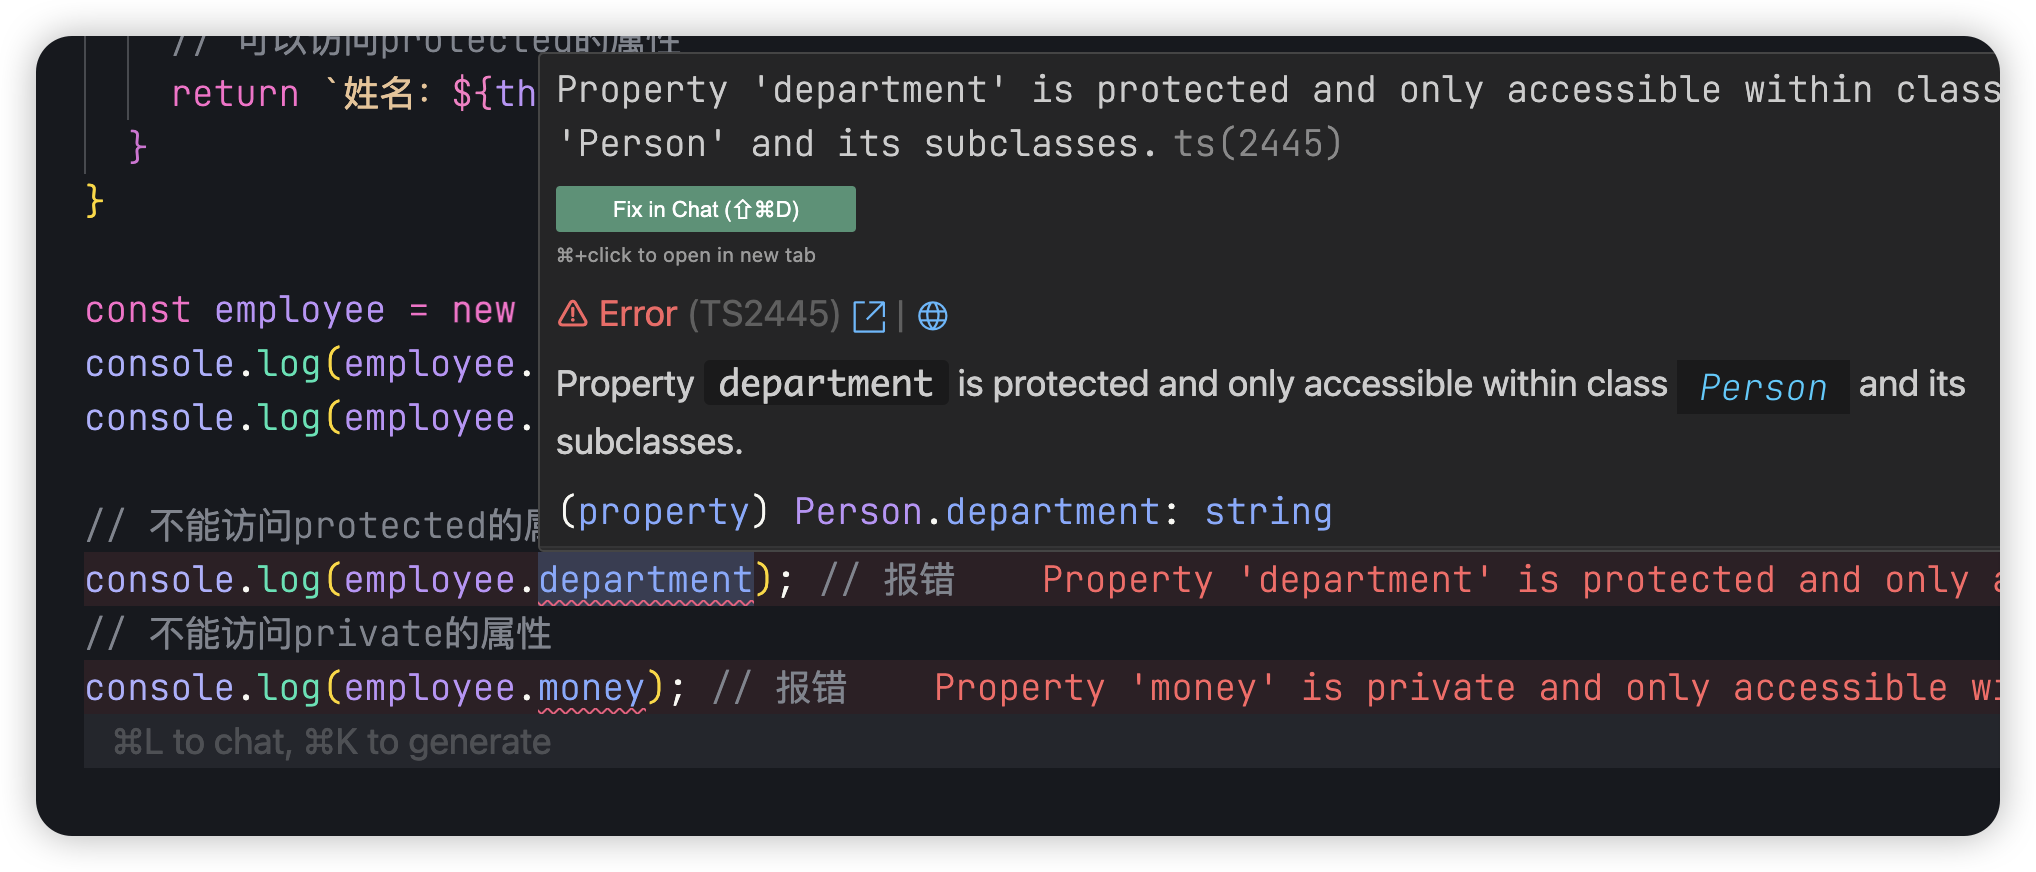 // 可以访问protected的属性
return `姓名: ${th
}
}
const employee = new
console.log(employee.
console.log(employee.
// 不能访问protected的属
Property 'department' is protected and only accessible within class
'Person' and its subclasses. ts(2445)
Fix in Chat (⇧⌘D)
⌘+click to open in new tab
Error (TS2445) |
Property department is protected and only accessible within class Person and its
subclasses.
(property) Person.department: string
console.log(employee.department); // 报错 Property 'department' is protected and only a
// 不能访问private的属性
console.log(employee.money); // 报错 Property 'money' is private and only accessible wi
⌘L to chat, ⌘K to generate